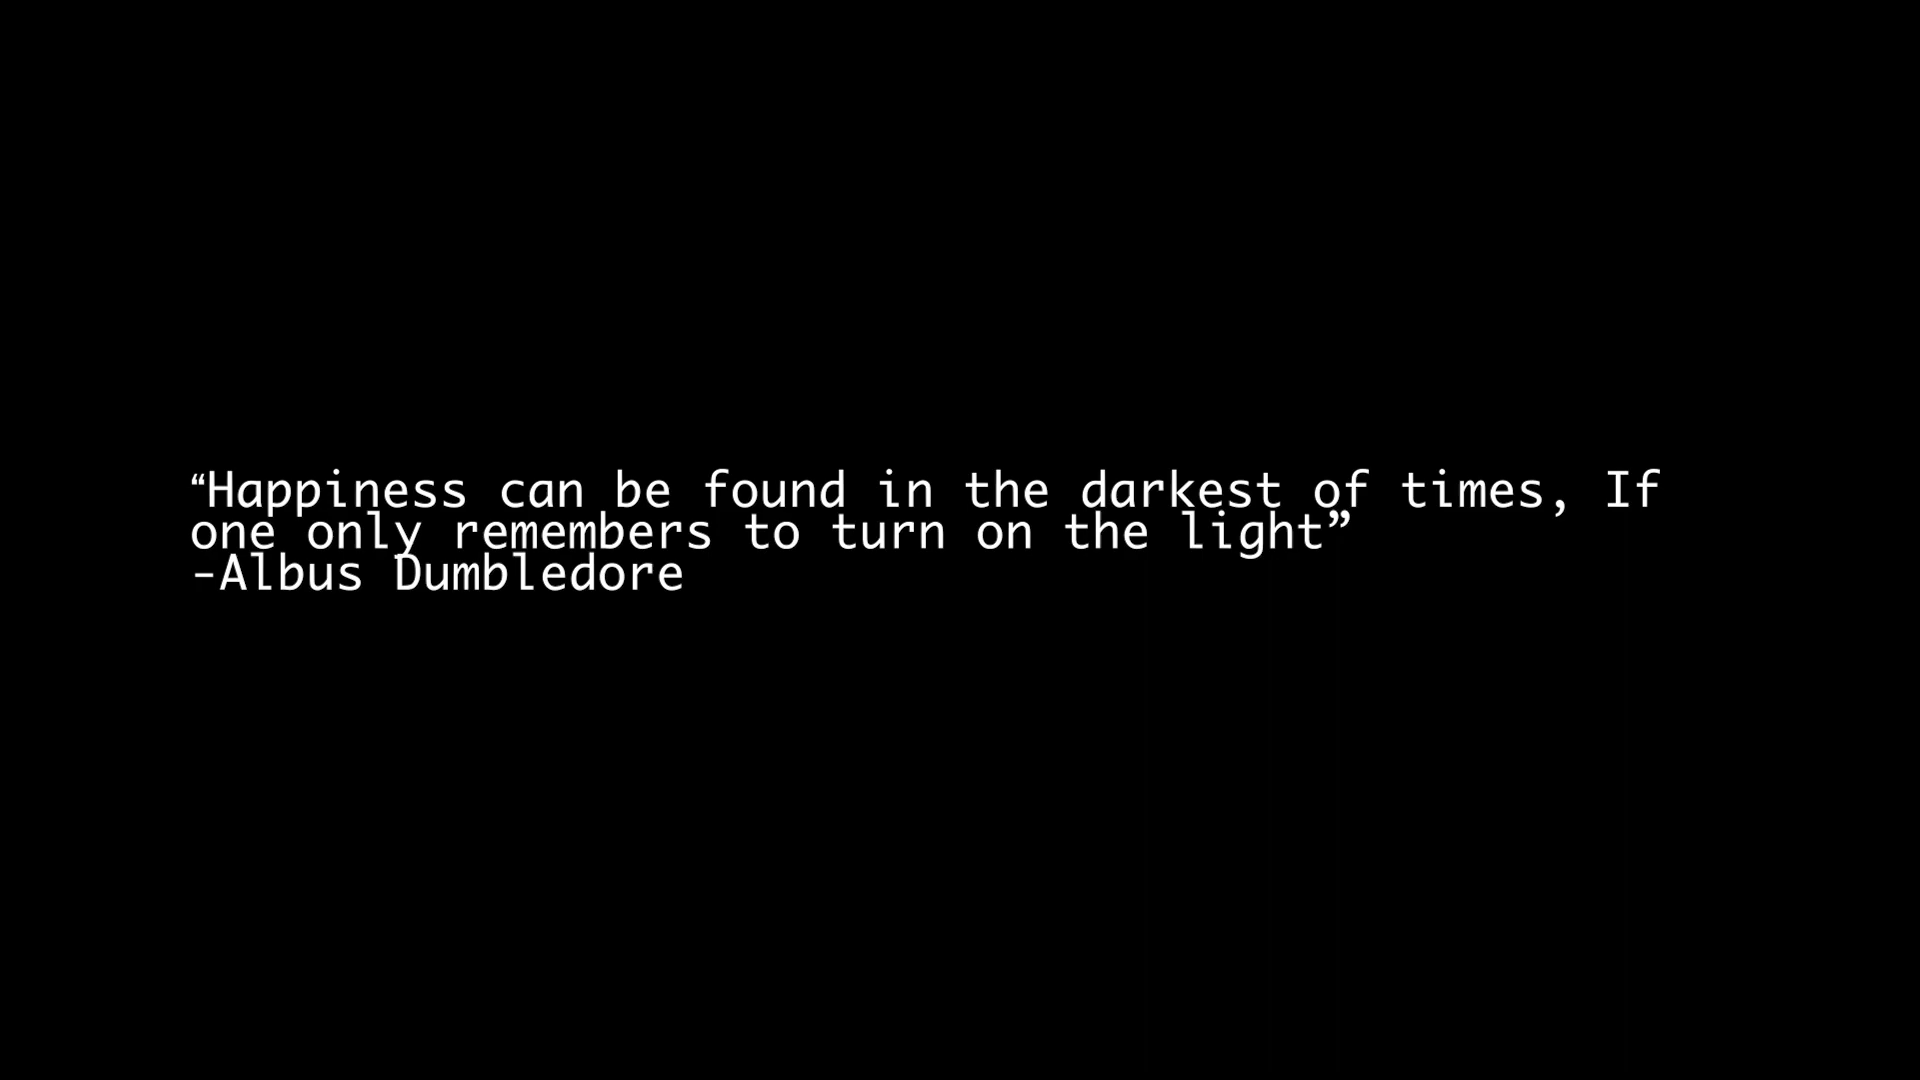 “Happiness can be found in the darkest of times, If
one only remembers to turn on the light”
-Albus Dumbledore